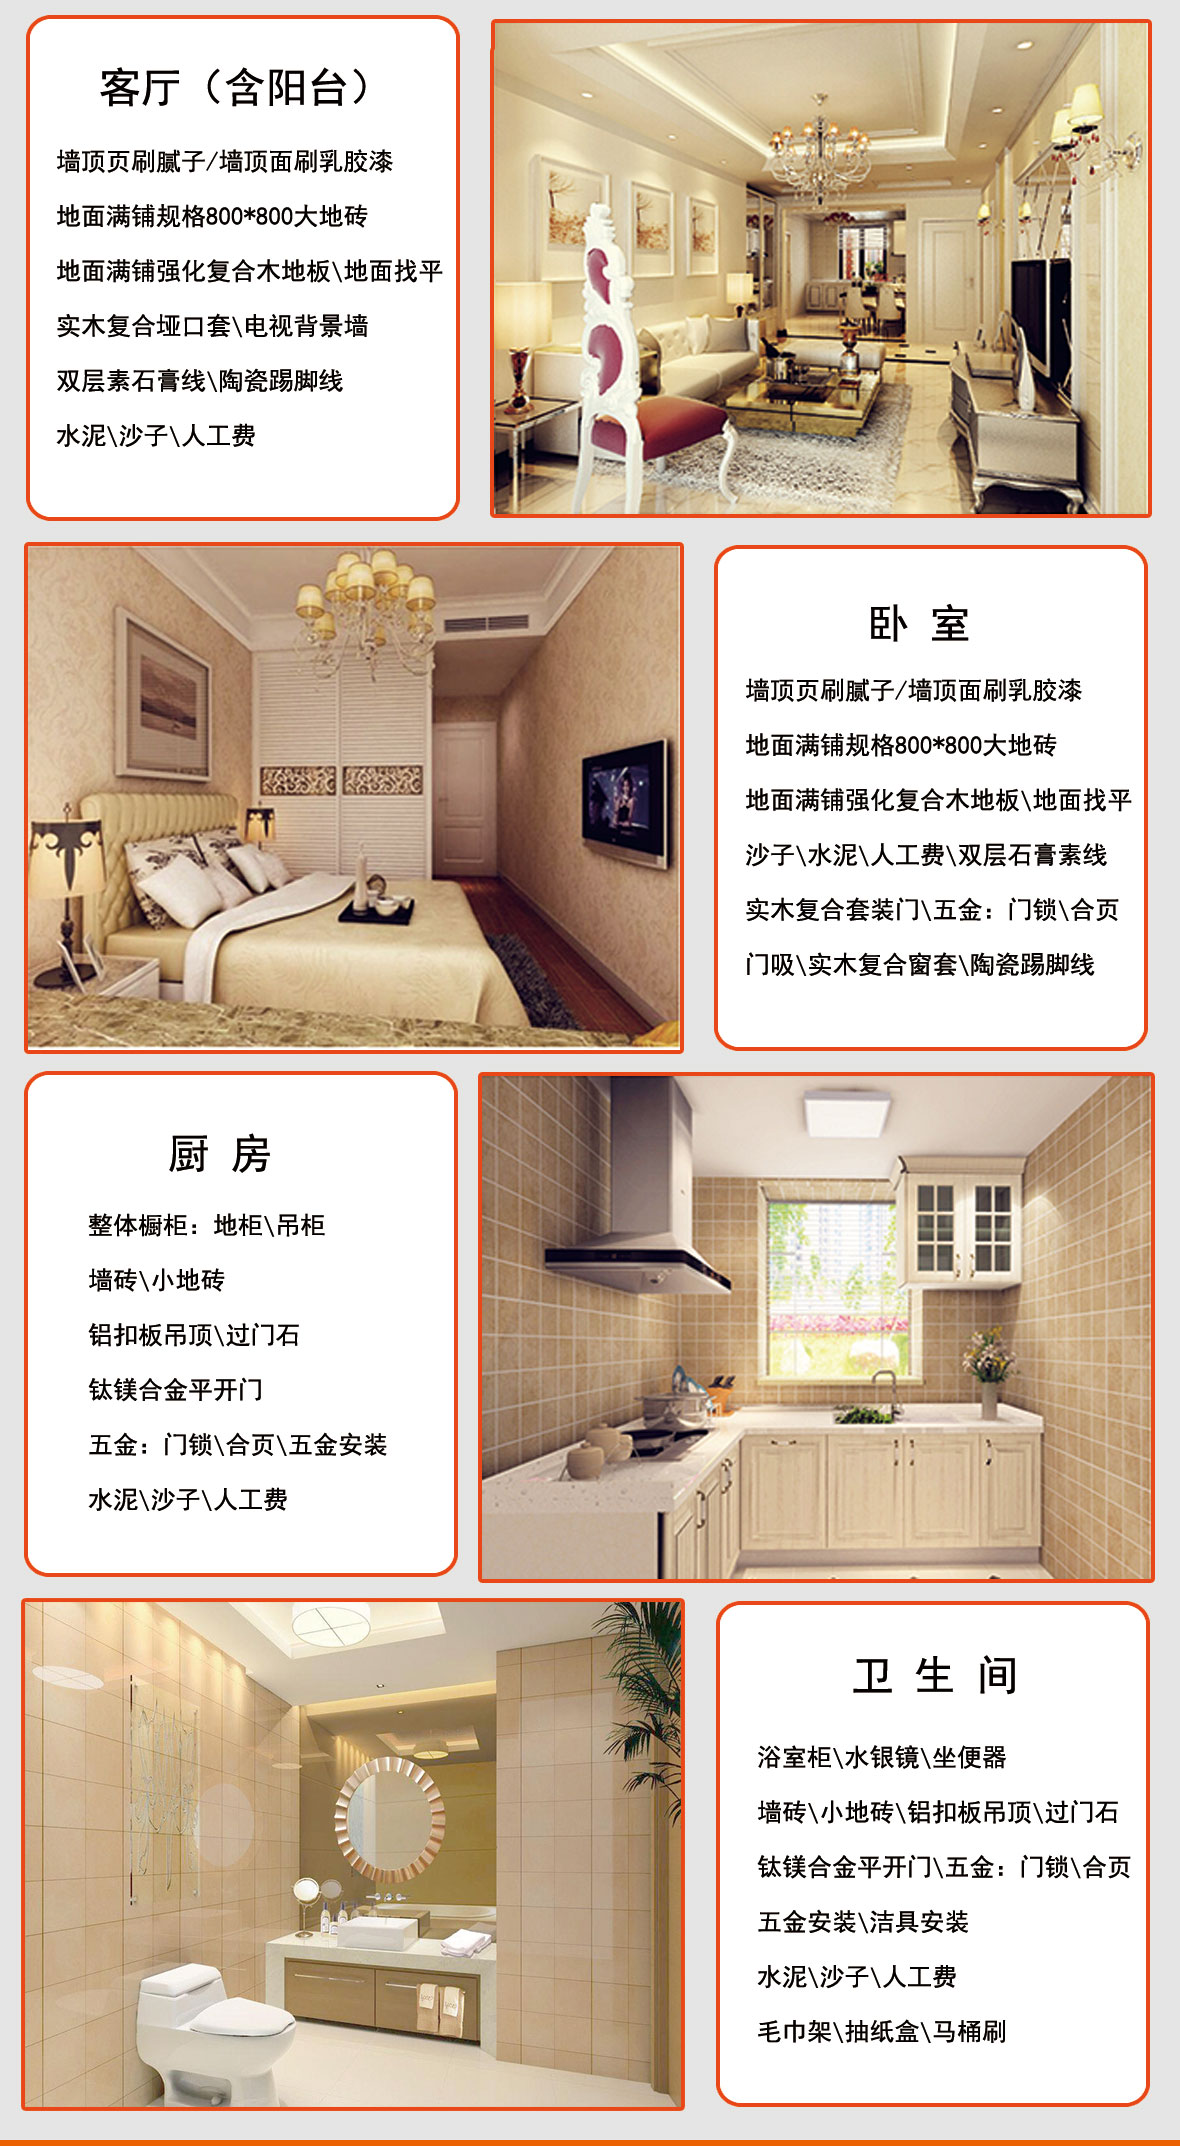 客厅（含阳台）
墙顶页刷腻子/墙顶面刷乳胶漆
地面满铺规格800*800大地砖
地面满铺强化复合木地板\地面找平
实木复合垭口套\电视背景墙
双层素石膏线\陶瓷踢脚线
水泥\沙子\人工费
卧 室
墙顶页刷腻子/墙顶面刷乳胶漆
地面满铺规格800*800大地砖
地面满铺强化复合木地板\地面找平
沙子\水泥\人工费\双层石膏素线
实木复合套装门\五金：门锁\合页
门吸\实木复合窗套\陶瓷踢脚线
厨 房
整体橱柜：地柜\吊柜
墙砖\小地砖
铝扣板吊顶\过门石
钛镁合金平开门
五金：门锁\合页\五金安装
水泥\沙子\人工费
卫 生 间
浴室柜\水银镜\坐便器
墙砖\小地砖\铝扣板吊顶\过门石
钛镁合金平开门\五金：门锁\合页
五金安装\洁具安装
水泥\沙子\人工费
毛巾架\抽纸盒\马桶刷